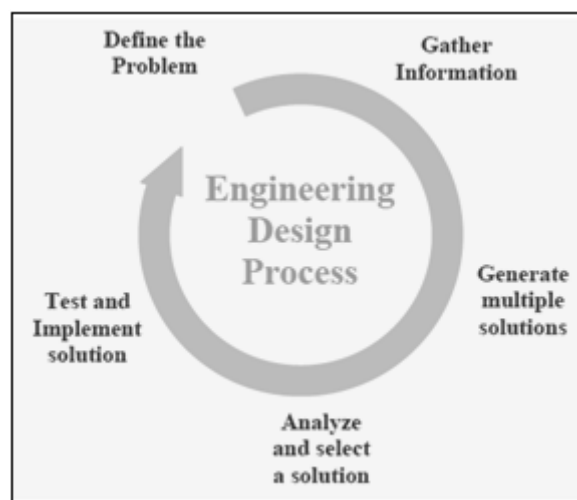 Define the
Problem
Gather
Information
Engineering
Design
Process
Generate
multiple
solutions
Test and
Implement
solution
Analyze
and select
a solution